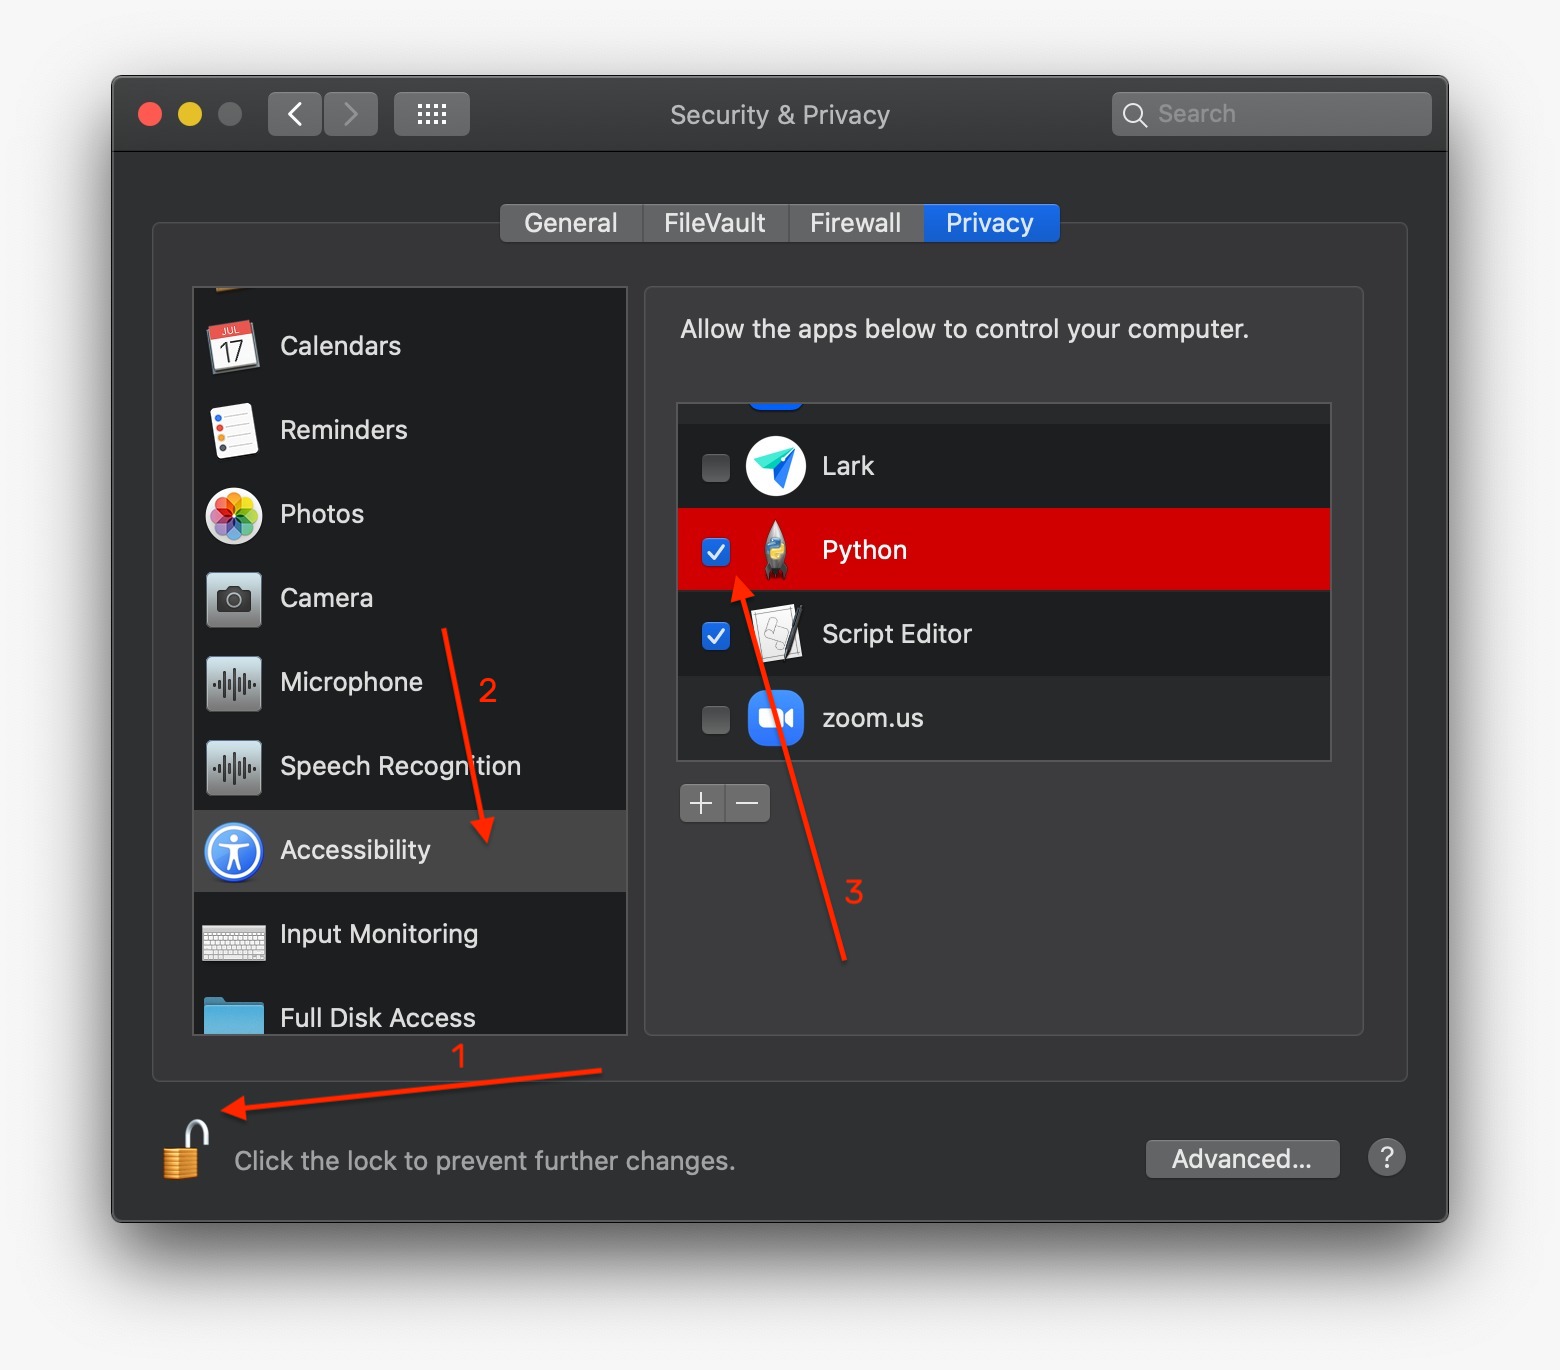 Security & Privacy
Search
General
FileVault
Firewall
Privacy
JUL
17
Calendars
Reminders
Photos
Camera
Microphone
Speech Recognition
Accessibility
Input Monitoring
Full Disk Access
Allow the apps below to control your computer.
Lark
Python
Script Editor
zoom.us
2
3
1
Click the lock to prevent further changes.
Advanced...
?